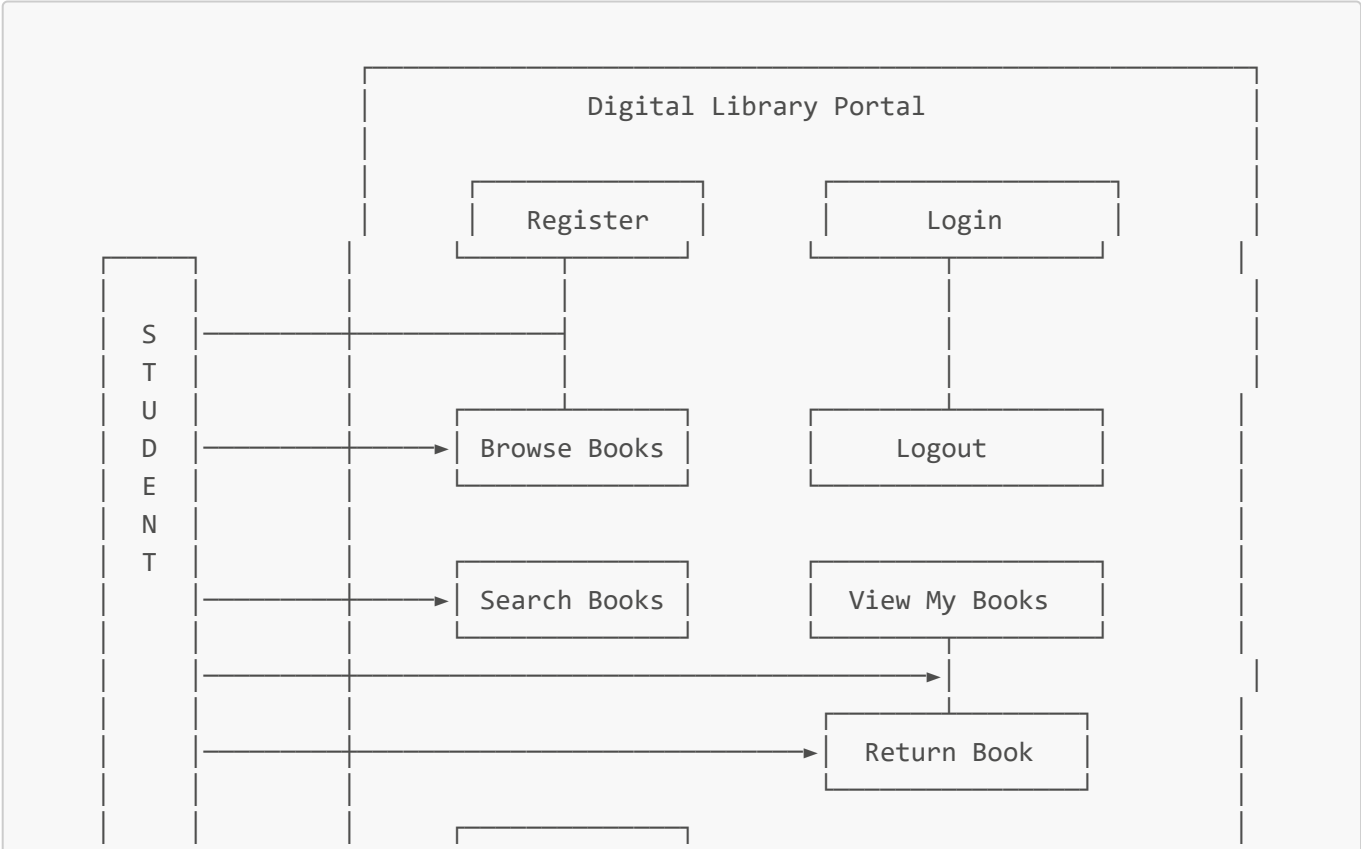 Digital Library Portal
Register Login
S
T
U
D Browse Books Logout
E
N
T
Search Books View My Books
Return Book